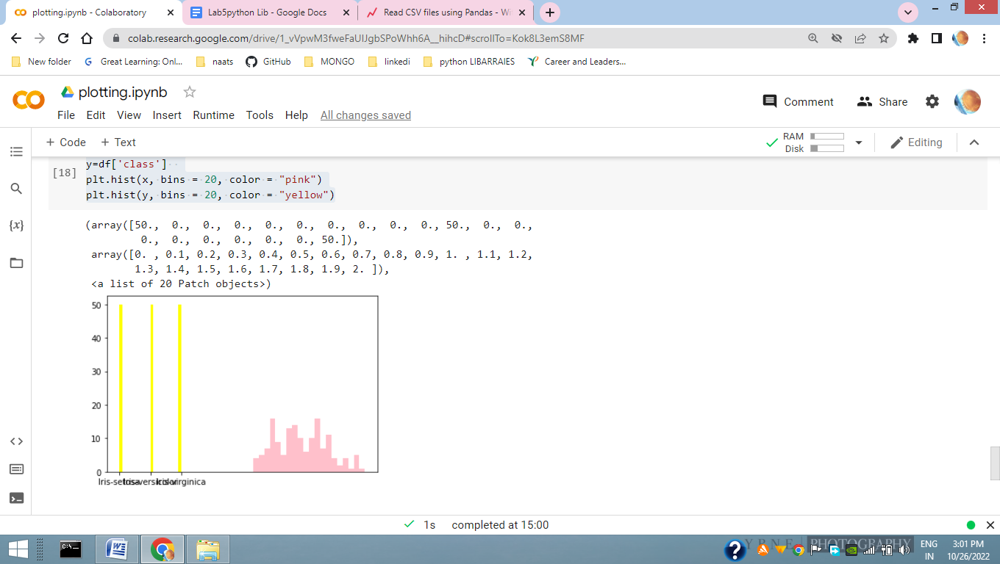 plotting.ipynb - Colaboratory
Lab5python Lib - Google Docs
Read CSV files using Pandas - Wi
colab.research.google.com/drive/1_vVpwM3fweFaUIJgbSPoWhh6A__hihcD#scrollTo=Kok8L3emS8MF
New folder
Great Learning: Onl...
naats
GitHub
MONGO
linkedi
python LIBARRAIES
Career and Leaders...
plotting.ipynb
Comment
Share
File Edit View Insert Runtime Tools Help All changes saved
+ Code + Text
RAM
Disk
Editing
y=df['class']
[18]
plt.hist(x, bins = 20, color = "pink")
plt.hist(y, bins = 20, color = "yellow")
(array([50., 0., 0., 0., 0., 0., 0., 0., 0., 0., 50., 0., 0.,
0., 0., 0., 0., 0., 0., 50.]),
array([0. , 0.1, 0.2, 0.3, 0.4, 0.5, 0.6, 0.7, 0.8, 0.9, 1. , 1.1, 1.2,
1.3, 1.4, 1.5, 1.6, 1.7, 1.8, 1.9, 2. ]),
<a list of 20 Patch objects>)
50
40
30
20
10
0
Iris-setosa Iris-versicolor Iris-virginica
1s completed at 15:00
PHOTOGRAPHY
ENG
IN
3:01 PM
10/26/2022